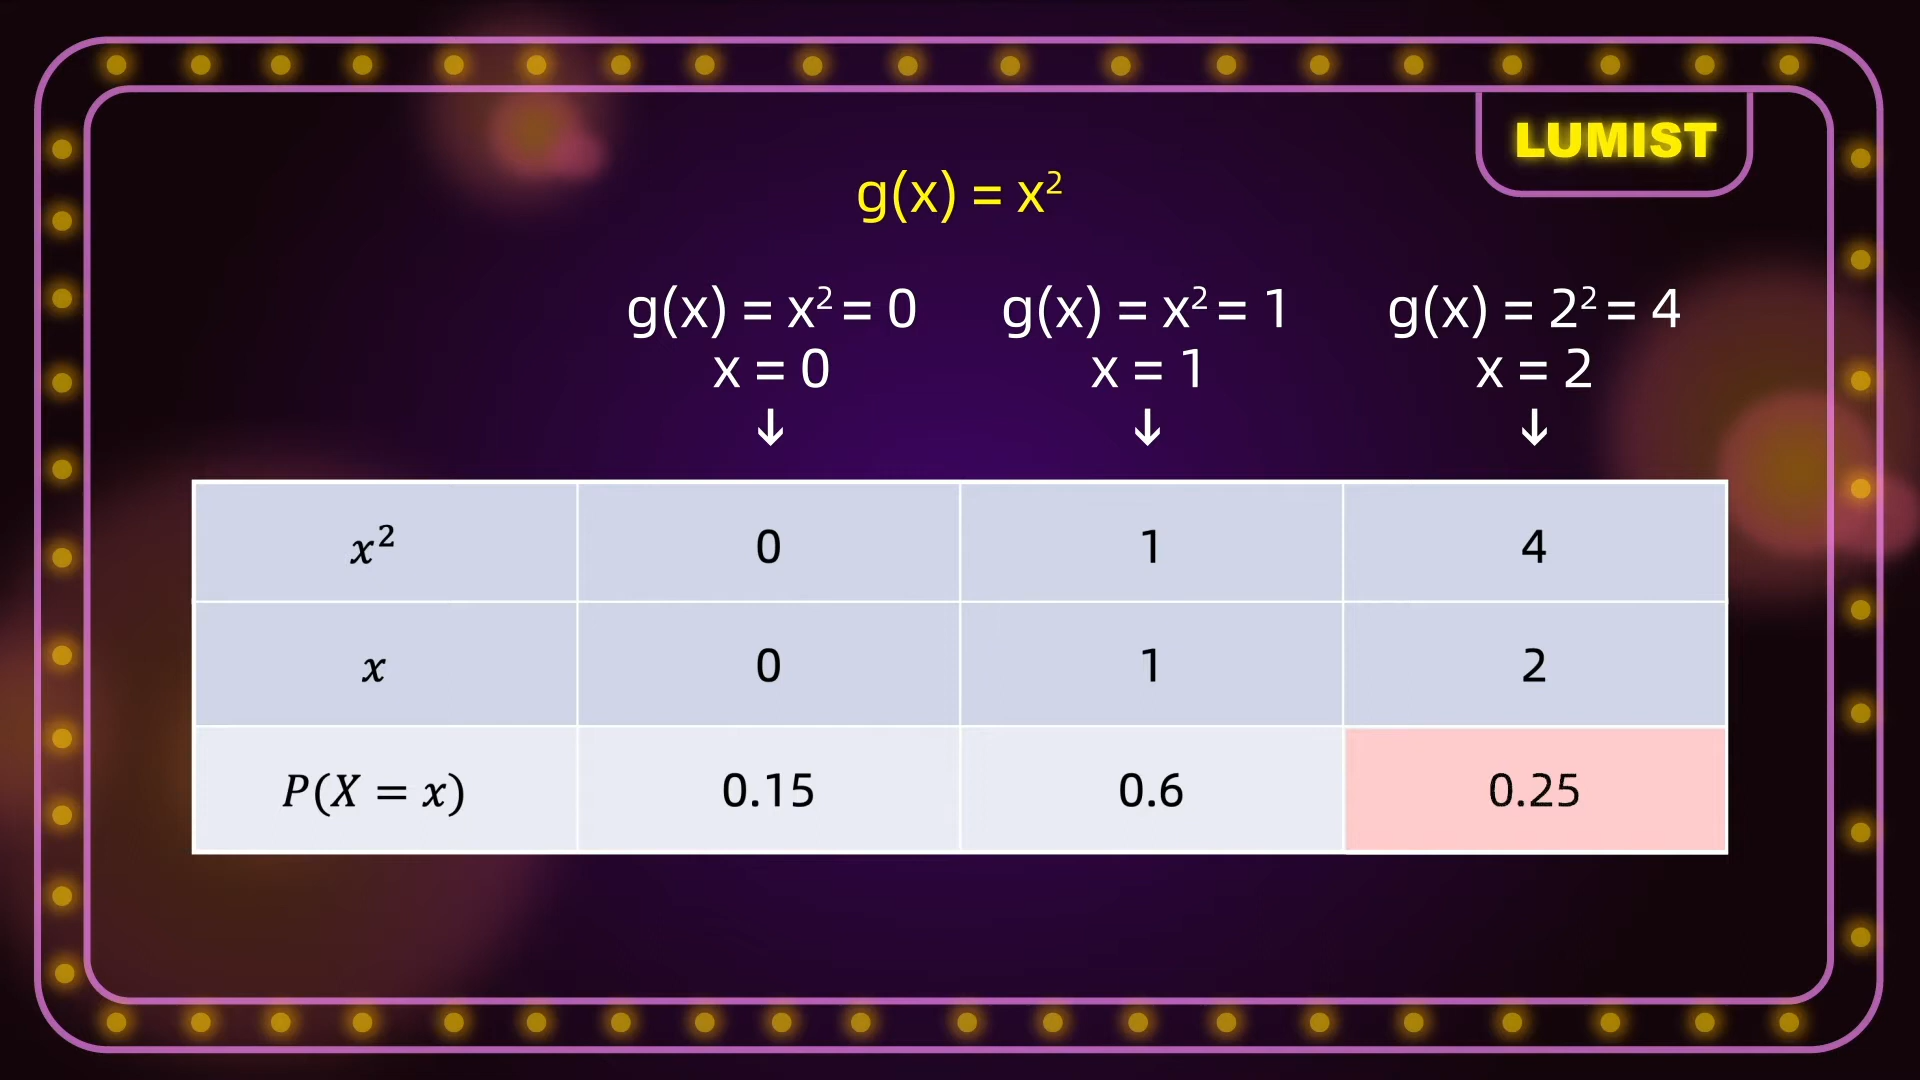 LUMIST
g(x) = x²
g(x) = x² = 0 g(x) = x² = 1 g(x) = 2² = 4
x = 0 x = 1 x = 2
↓ ↓ ↓
x² 0 1 4
x 0 1 2
P(X = x) 0.15 0.6 0.25